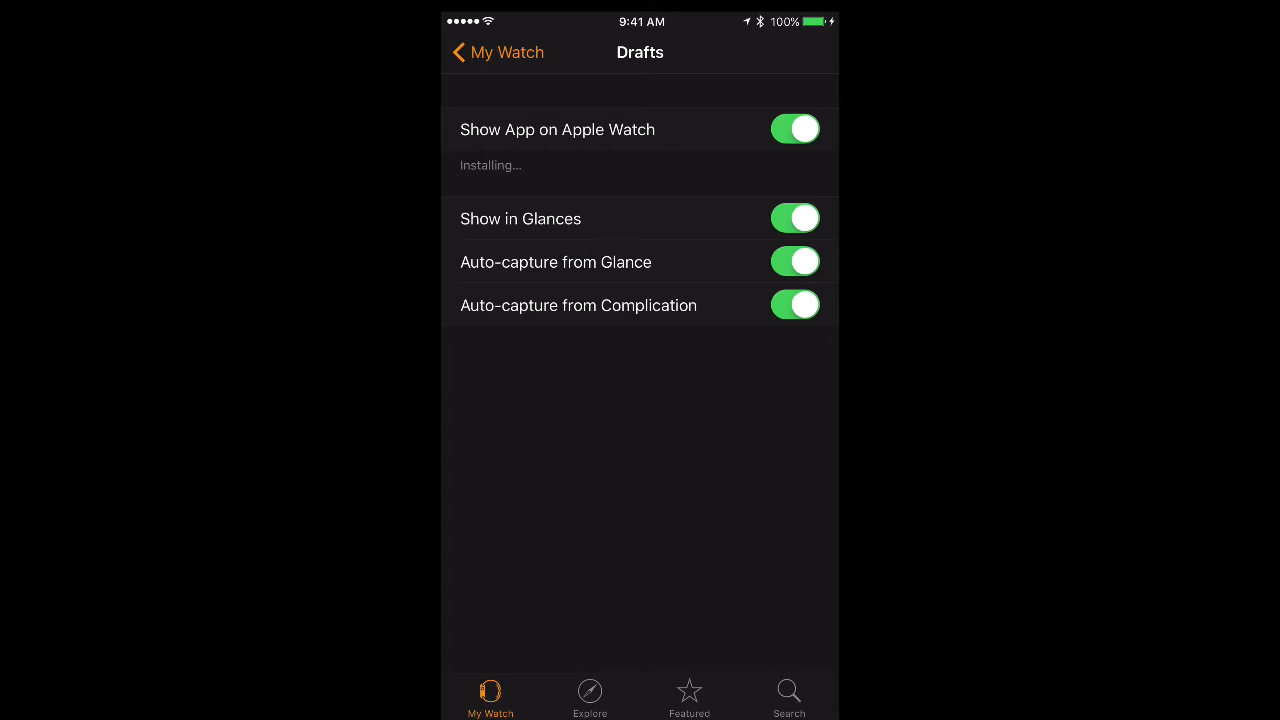 9:41 AM
100%
My Watch
Drafts
Show App on Apple Watch
Installing...
Show in Glances
Auto-capture from Glance
Auto-capture from Complication
My Watch
Explore
Featured
Search